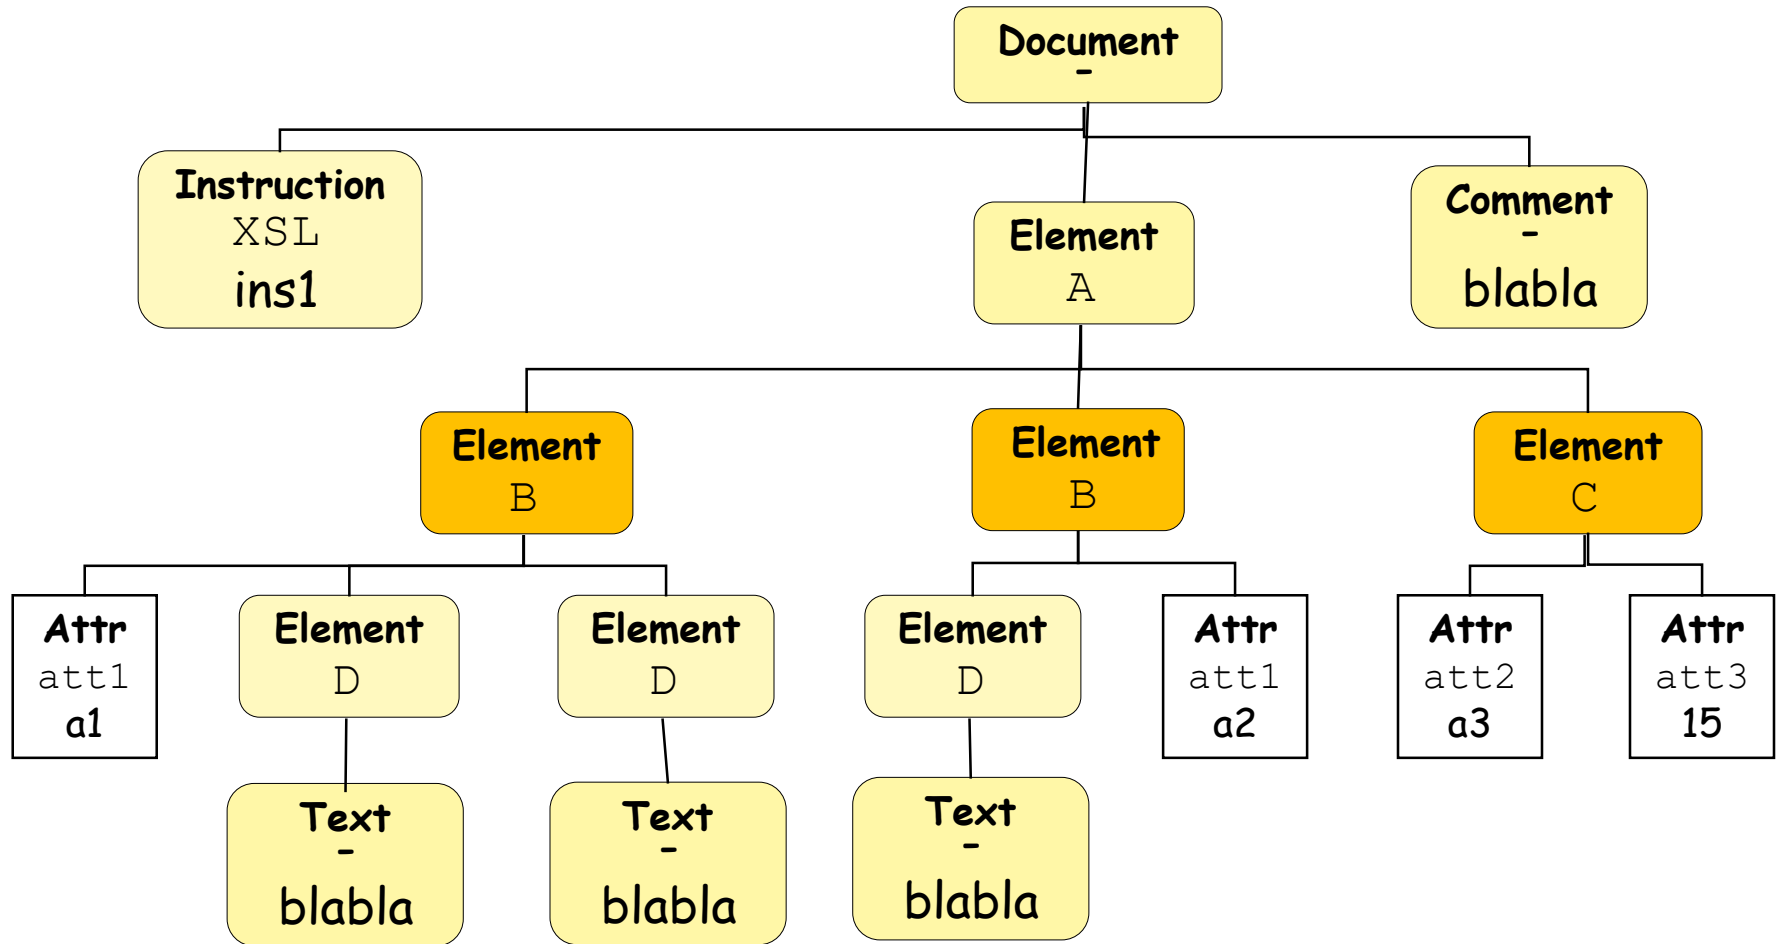 Document
-
Instruction
XSL
ins1
Element
A
Comment
-
blabla
Element
B
Element
B
Element
C
Attr
att1
a1
Element
D
Element
D
Element
D
Attr
att1
a2
Attr
att2
a3
Attr
att3
15
Text
-
blabla
Text
-
blabla
Text
-
blabla